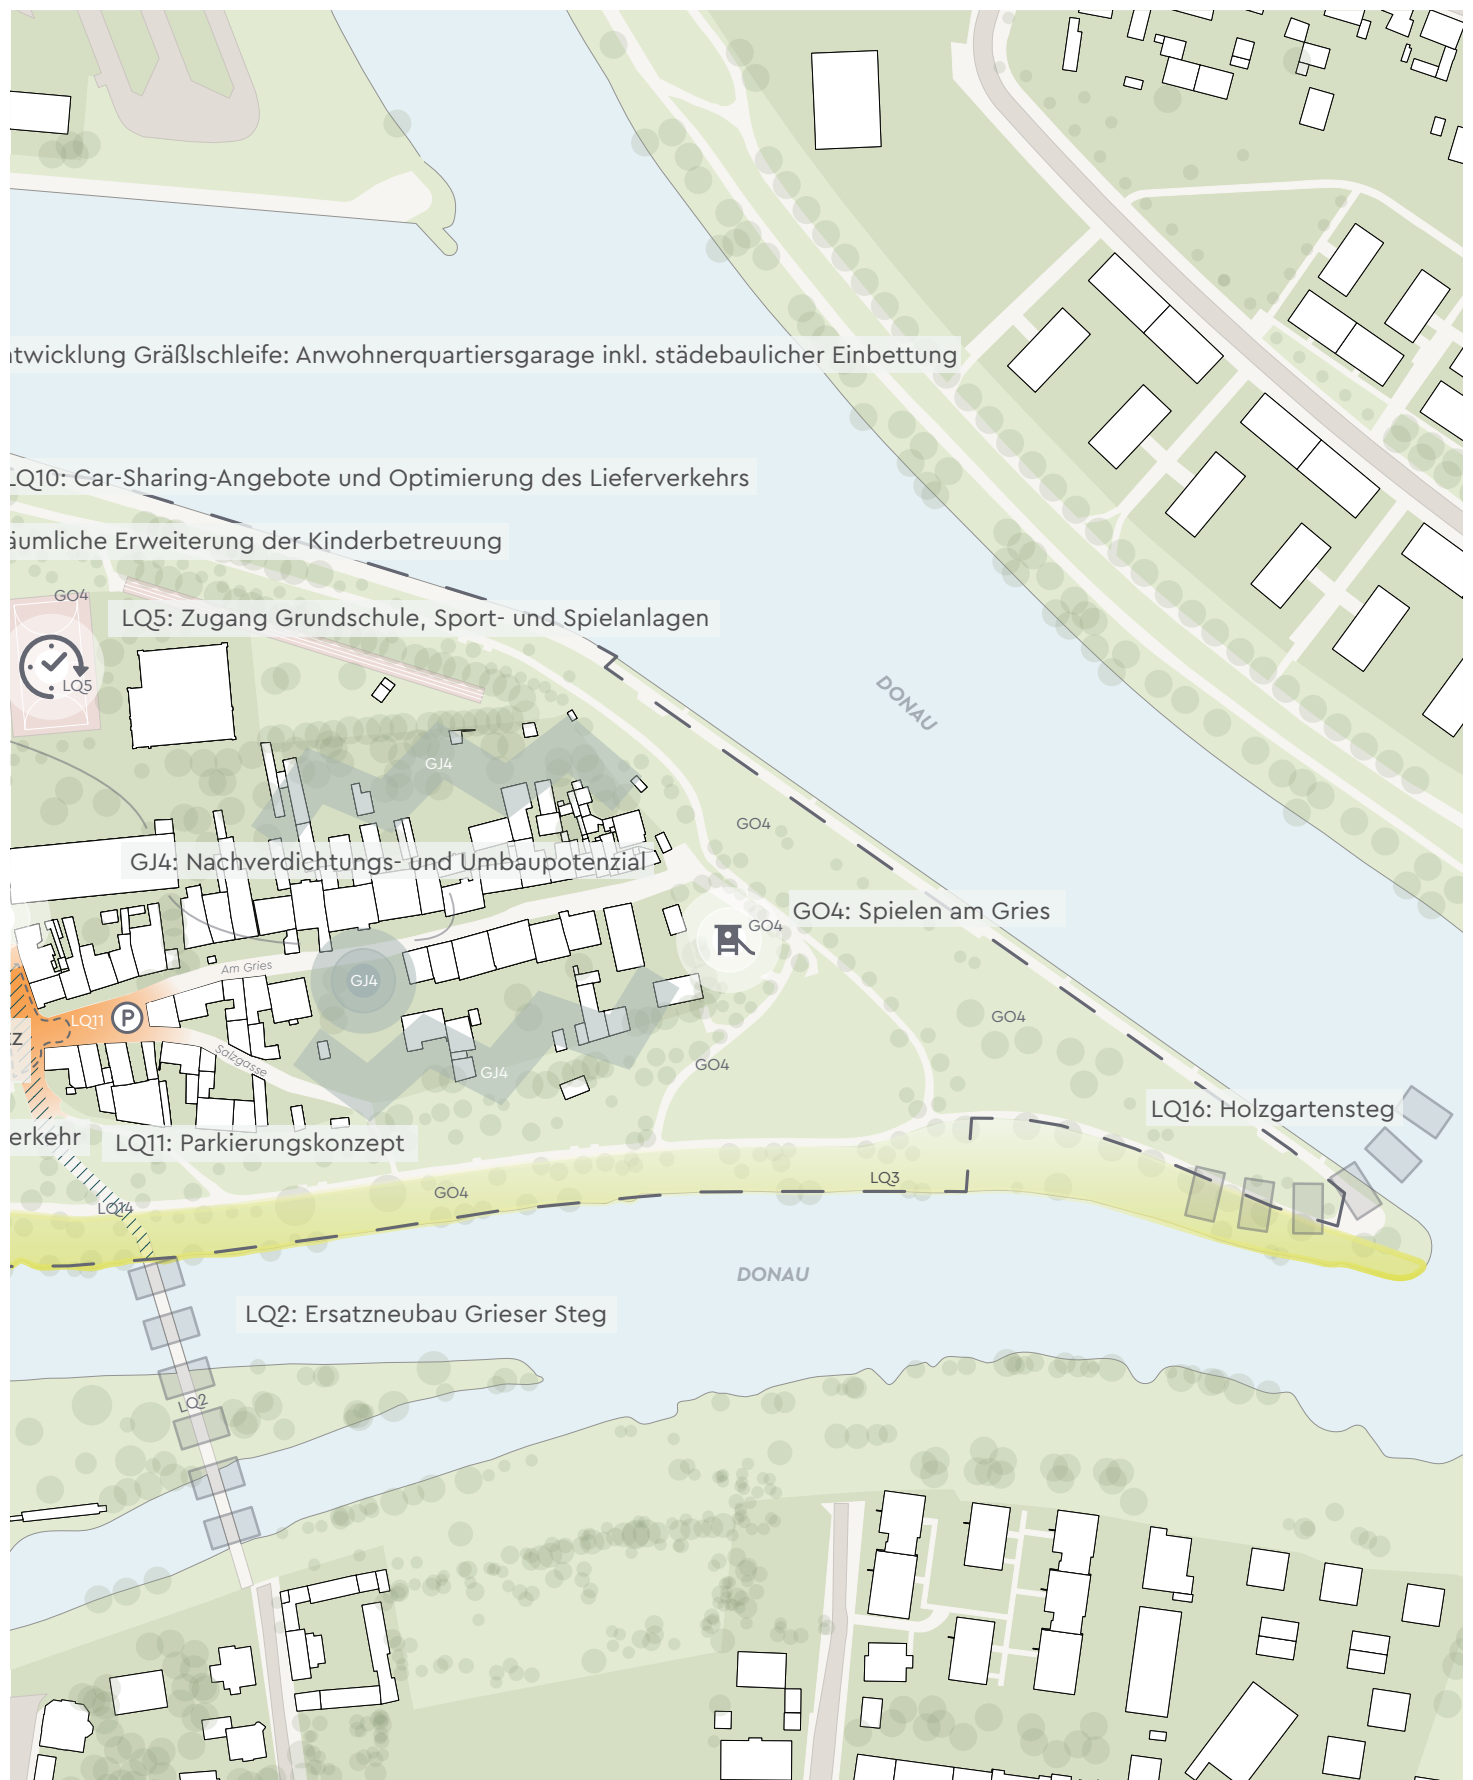 ntwicklung Gräßlschleife: Anwohnerquartiersgarage inkl. städebaulicher Einbettung
LQ10: Car-Sharing-Angebote und Optimierung des Lieferverkehrs
äumliche Erweiterung der Kinderbetreuung
GO4
LQ5: Zugang Grundschule, Sport- und Spielanlagen
LQ5
DONAU
GJ4
GO4
GJ4: Nachverdichtungs- und Umbaupotenzial
GO4: Spielen am Gries
GO4
Am Gries
GJ4
LQ11
P
GO4
tz
Salzgasse
GJ4
GO4
LQ16: Holzgartensteg
erkehr
LQ11: Parkierungskonzept
LQ3
GO4
LQ14
DONAU
LQ2: Ersatzneubau Grieser Steg
LQ2